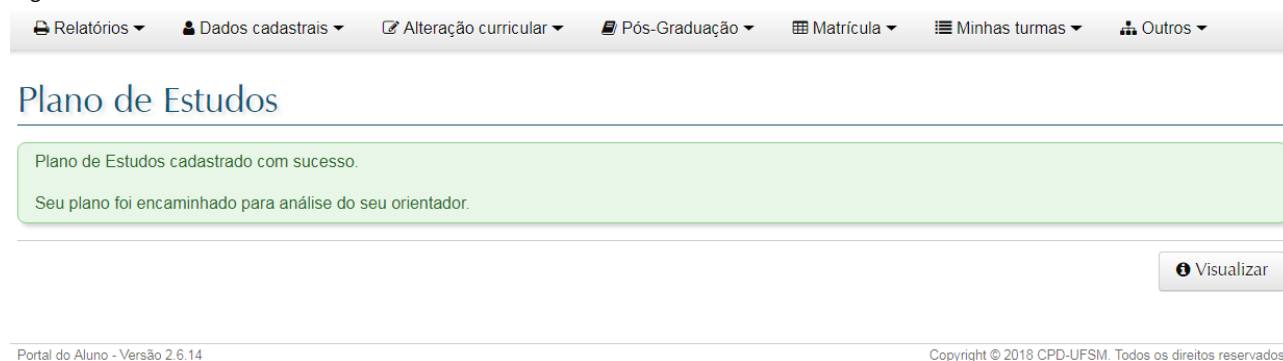 Relatórios Dados cadastrais Alteração curricular Pós-Graduação Matrícula Minhas turmas Outros
Plano de Estudos
Plano de Estudos cadastrado com sucesso.
Seu plano foi encaminhado para análise do seu orientador.
Visualizar
Portal do Aluno - Versão 2.6.14 Copyright © 2018 CPD-UFSM. Todos os direitos reservados